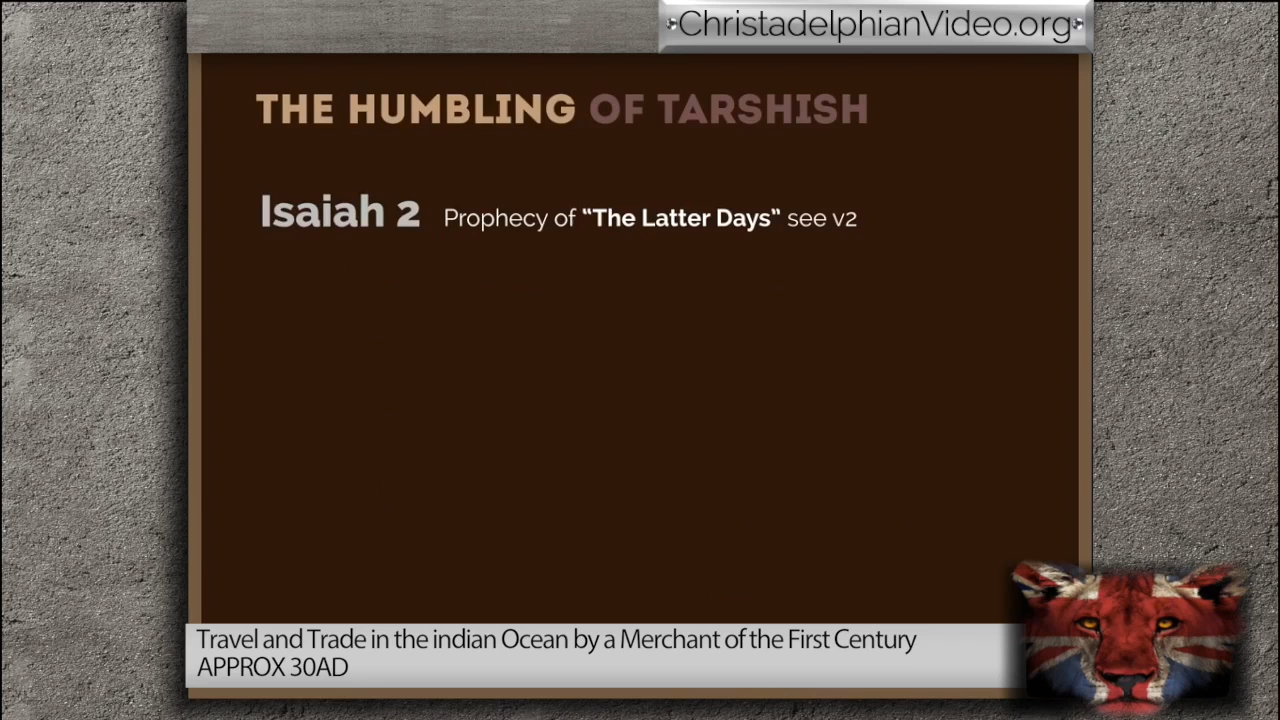 ChristadelphianVideo.org
THE HUMBLING OF TARSHISH
Isaiah 2 Prophecy of “The Latter Days” see v2
Travel and Trade in the indian Ocean by a Merchant of the First Century
APPROX 30AD